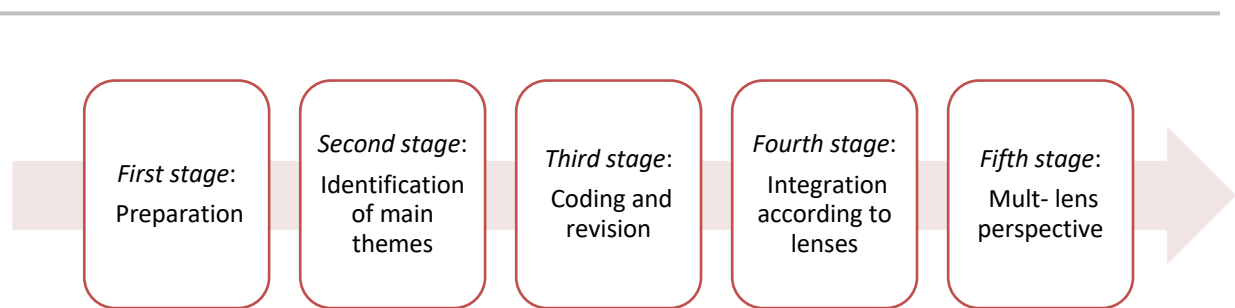 First stage:
Preparation
Second stage:
Identification
of main
themes
Third stage:
Coding and
revision
Fourth stage:
Integration
according to
lenses
Fifth stage:
Mult- lens
perspective